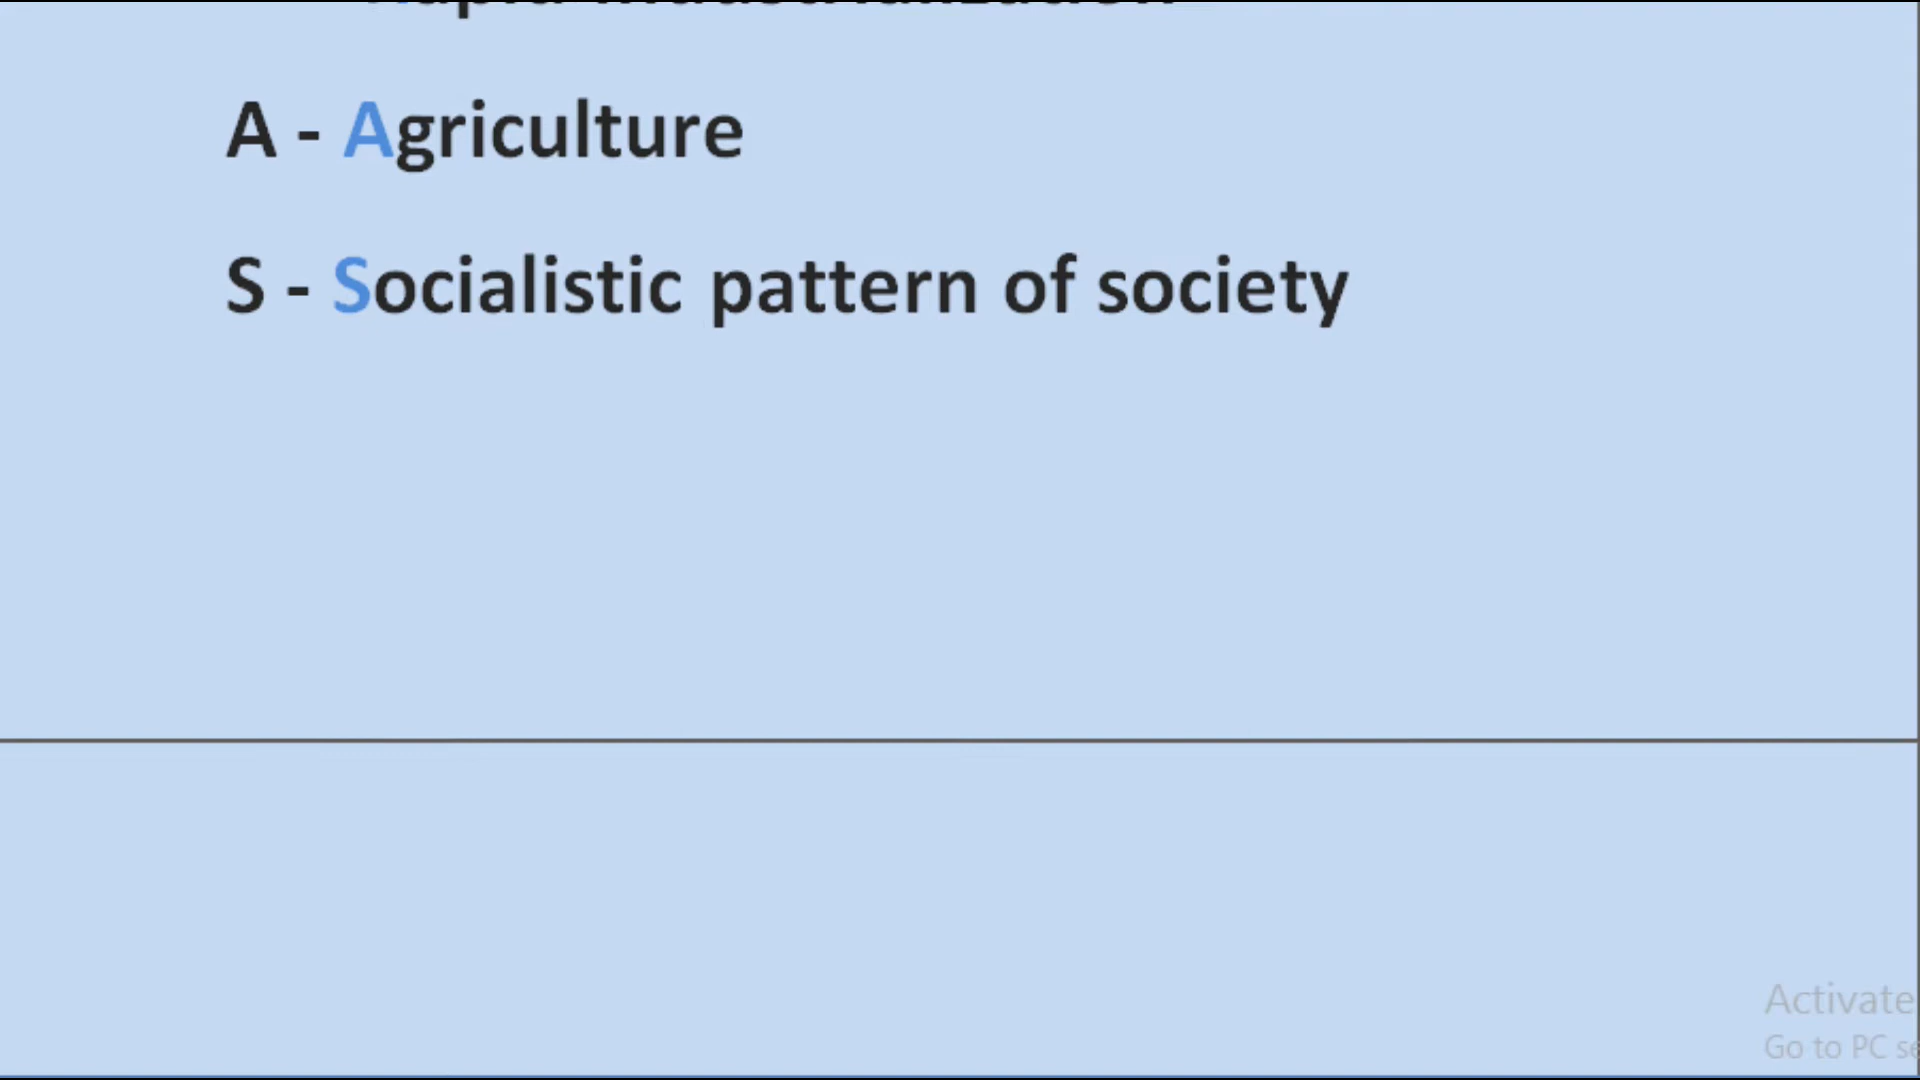 A - Agriculture
S - Socialistic pattern of society
Activate
Go to PC